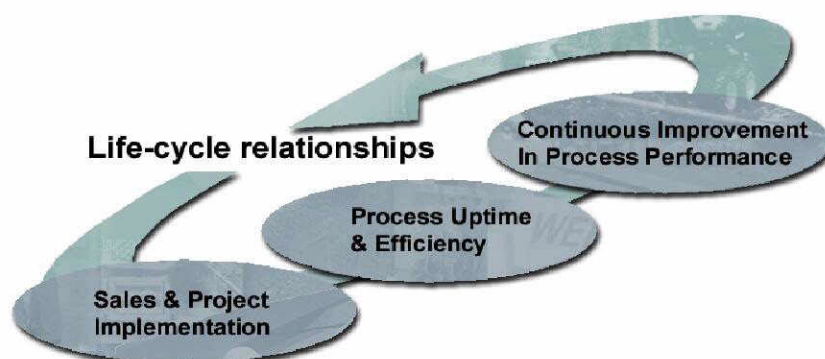 Life-cycle relationships
Continuous Improvement
In Process Performance
Process Uptime
& Efficiency
Sales & Project
Implementation